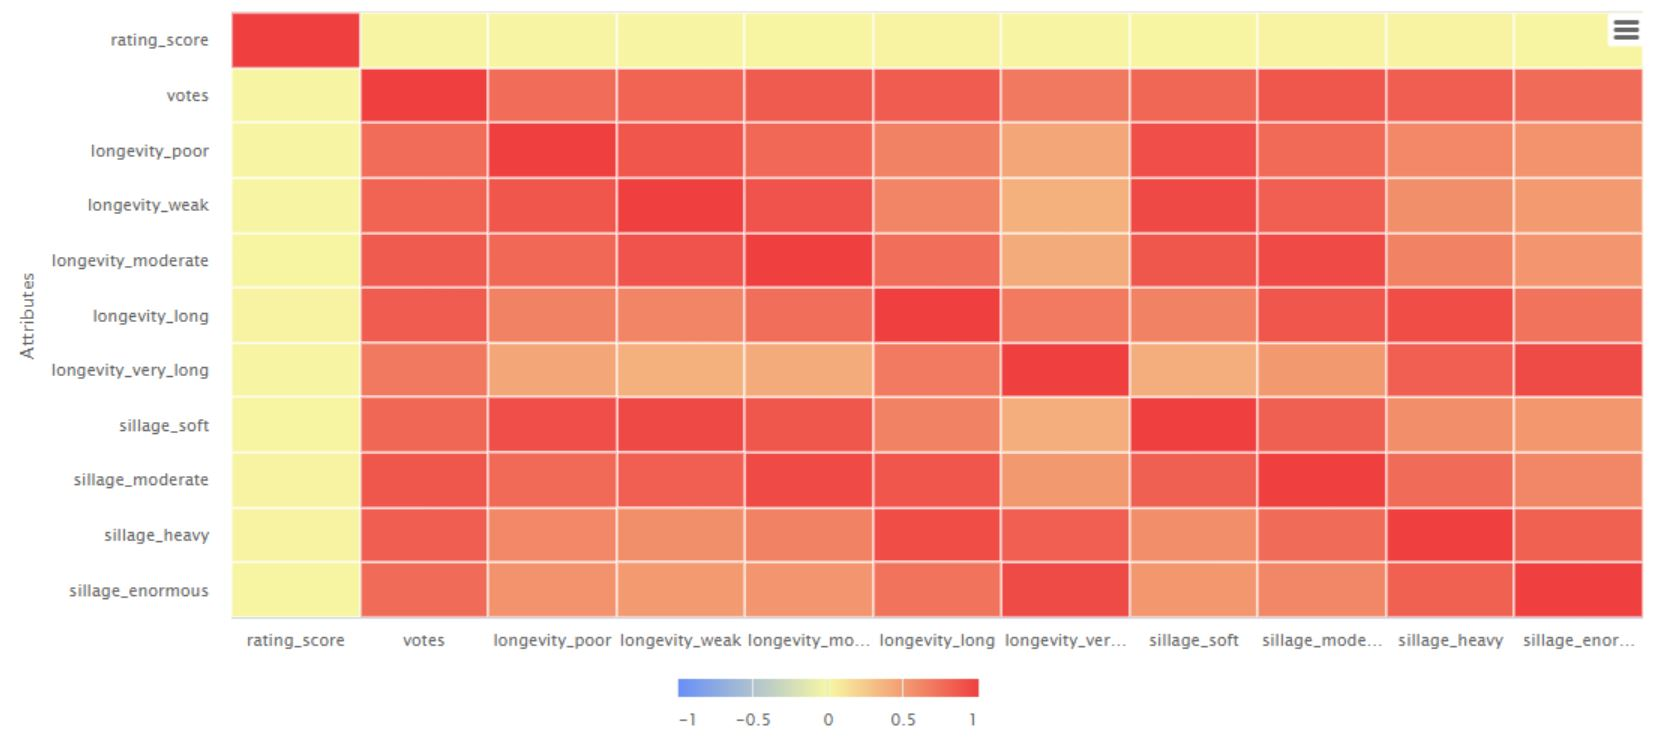 rating_score
votes
longevity_poor
longevity_weak
longevity_moderate
longevity_long
longevity_very_long
sillage_soft
sillage_moderate
sillage_heavy
sillage_enormous
Attributes
rating_score votes longevity_poor longevity_weak longevity_mo... longevity_long longevity_ver... sillage_soft sillage_mode... sillage_heavy sillage_enor...
-1 -0.5 0 0.5 1